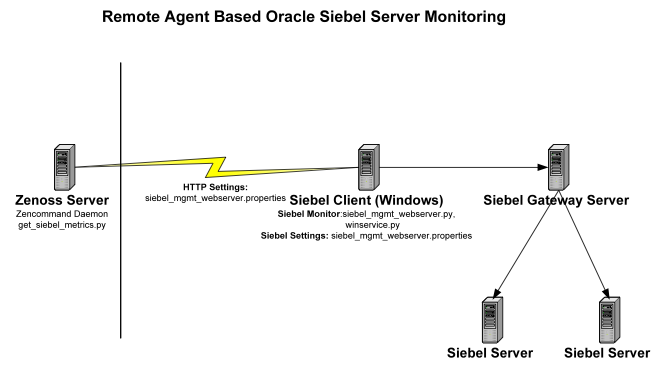 Remote Agent Based Oracle Siebel Server Monitoring
HTTP Settings:
siebel_mgmt_webserver.properties
Zenoss Server
Zencommand Daemon
get_siebel_metrics.py
Siebel Client (Windows)
Siebel Monitor:siebel_mgmt_webserver.py,
winservice.py
Siebel Settings: siebel_mgmt_webserver.properties
Siebel Gateway Server
Siebel Server
Siebel Server